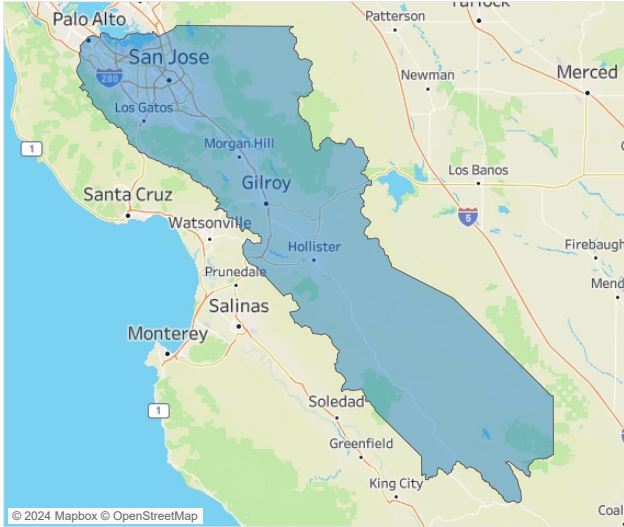 Patterson
Palo Alto
San Jose
Newman
Merced
280
Los Gatos
1
Morgan Hill
Los Banos
Gilroy
Santa Cruz
5
Watsonville
Hollister
Firebaugh
Prunedale
Mend
Salinas
Monterey
Soledad
1
Greenfield
King City
Coal
© 2024 Mapbox © OpenStreetMap